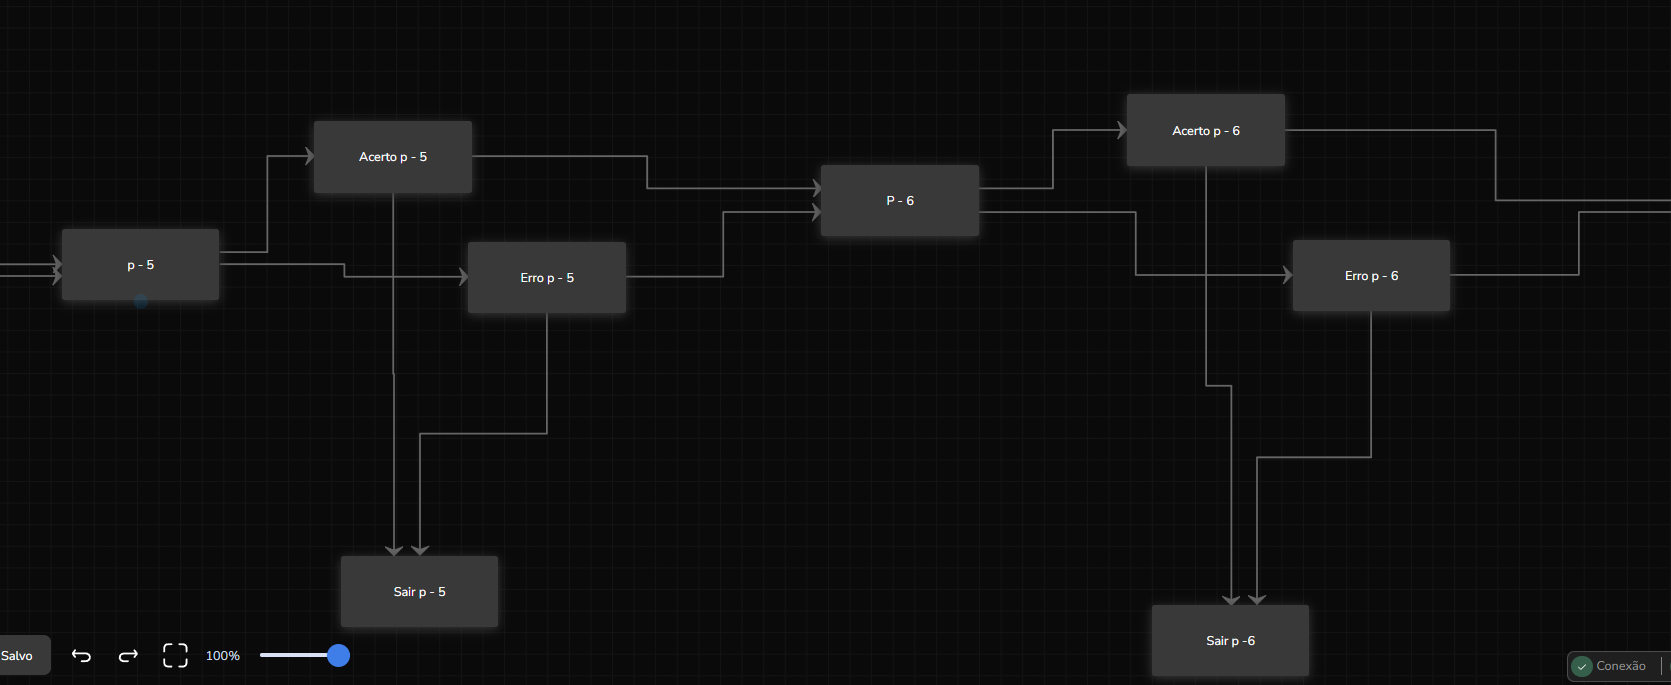 Acerto p - 6
Acerto p - 5
P - 6
p - 5
Erro p - 5
Erro p - 6
Sair p - 5
Sair p -6
Salvo
100%
Conexão